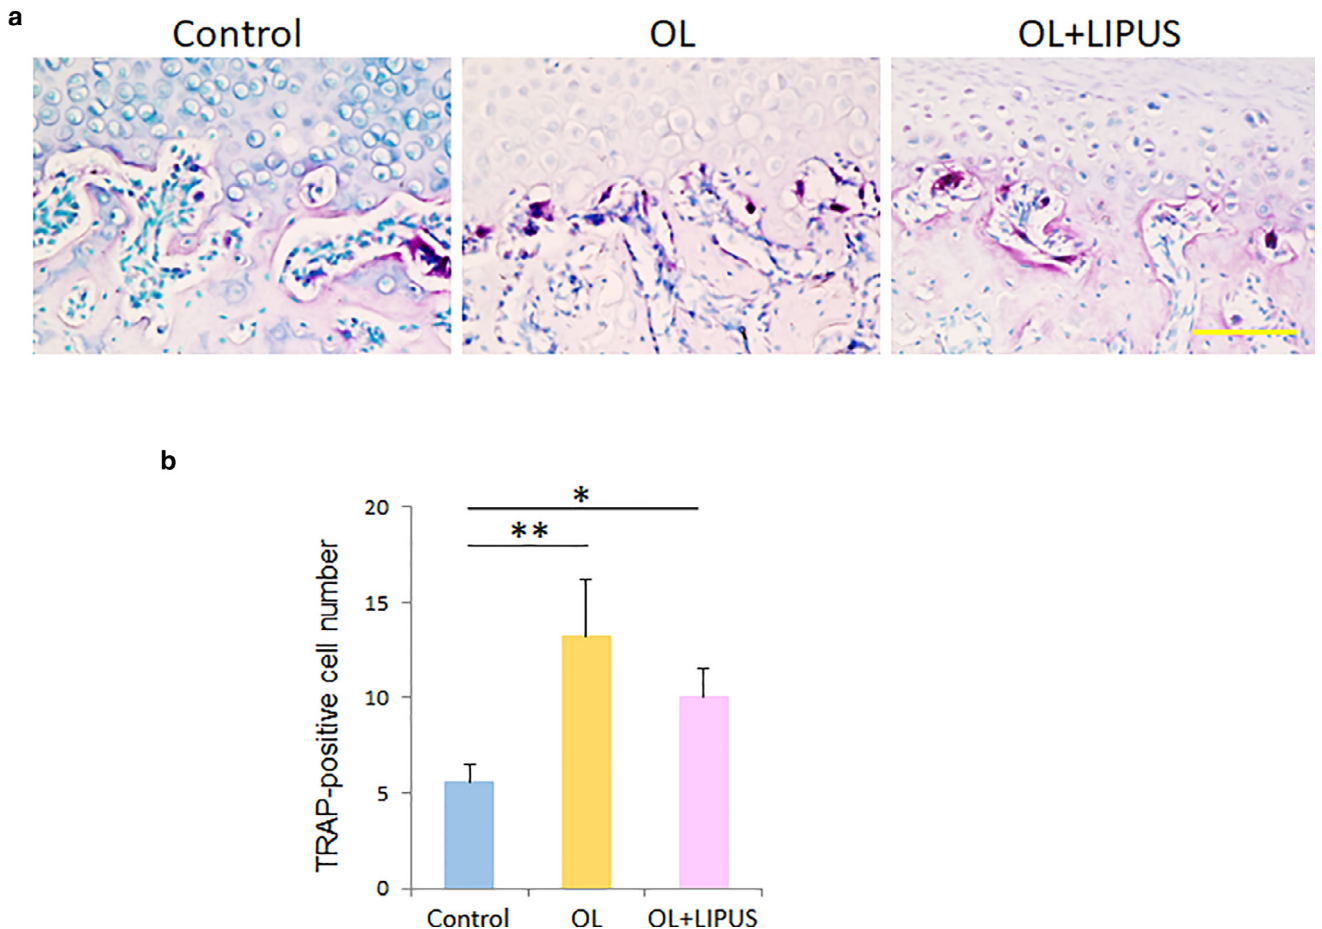 a
Control OL OL+LIPUS
b
TRAP-positive cell number
20
15
10
5
0
*
**
Control OL OL+LIPUS